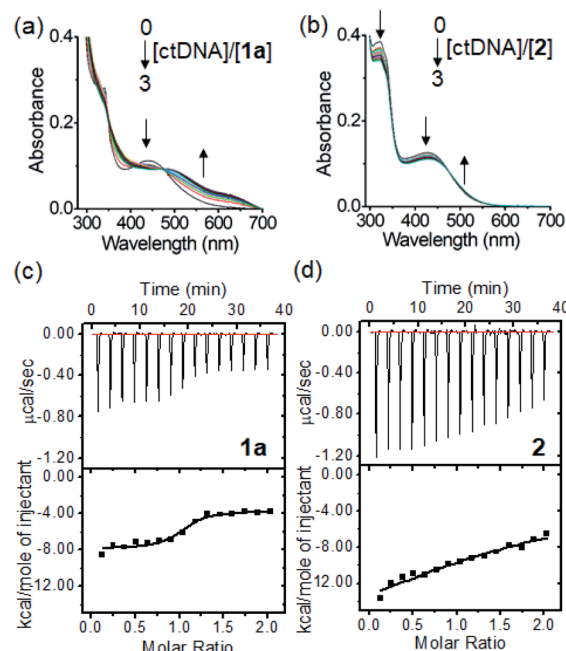 (a)
0
[ctDNA]/[1a]
3
Absorbance
0.4
0.2
0.0
300 400 500 600 700
Wavelength (nm)
(b)
0
[ctDNA]/[2]
3
Absorbance
0.4
0.2
0.0
300 400 500 600 700
Wavelength (nm)
(c)
Time (min)
0 10 20 30 40
0.00
-0.40
-0.80
-1.20
µcal/sec
1a
-4.00
-8.00
-12.00
kcal/mole of injectant
0.0 0.5 1.0 1.5 2.0
Molar Ratio
(d)
Time (min)
0 10 20 30 40
0.00
-0.40
-0.80
-1.20
µcal/sec
2
-4.00
-8.00
-12.00
kcal/mole of injectant
0.0 0.5 1.0 1.5 2.0
Molar Ratio